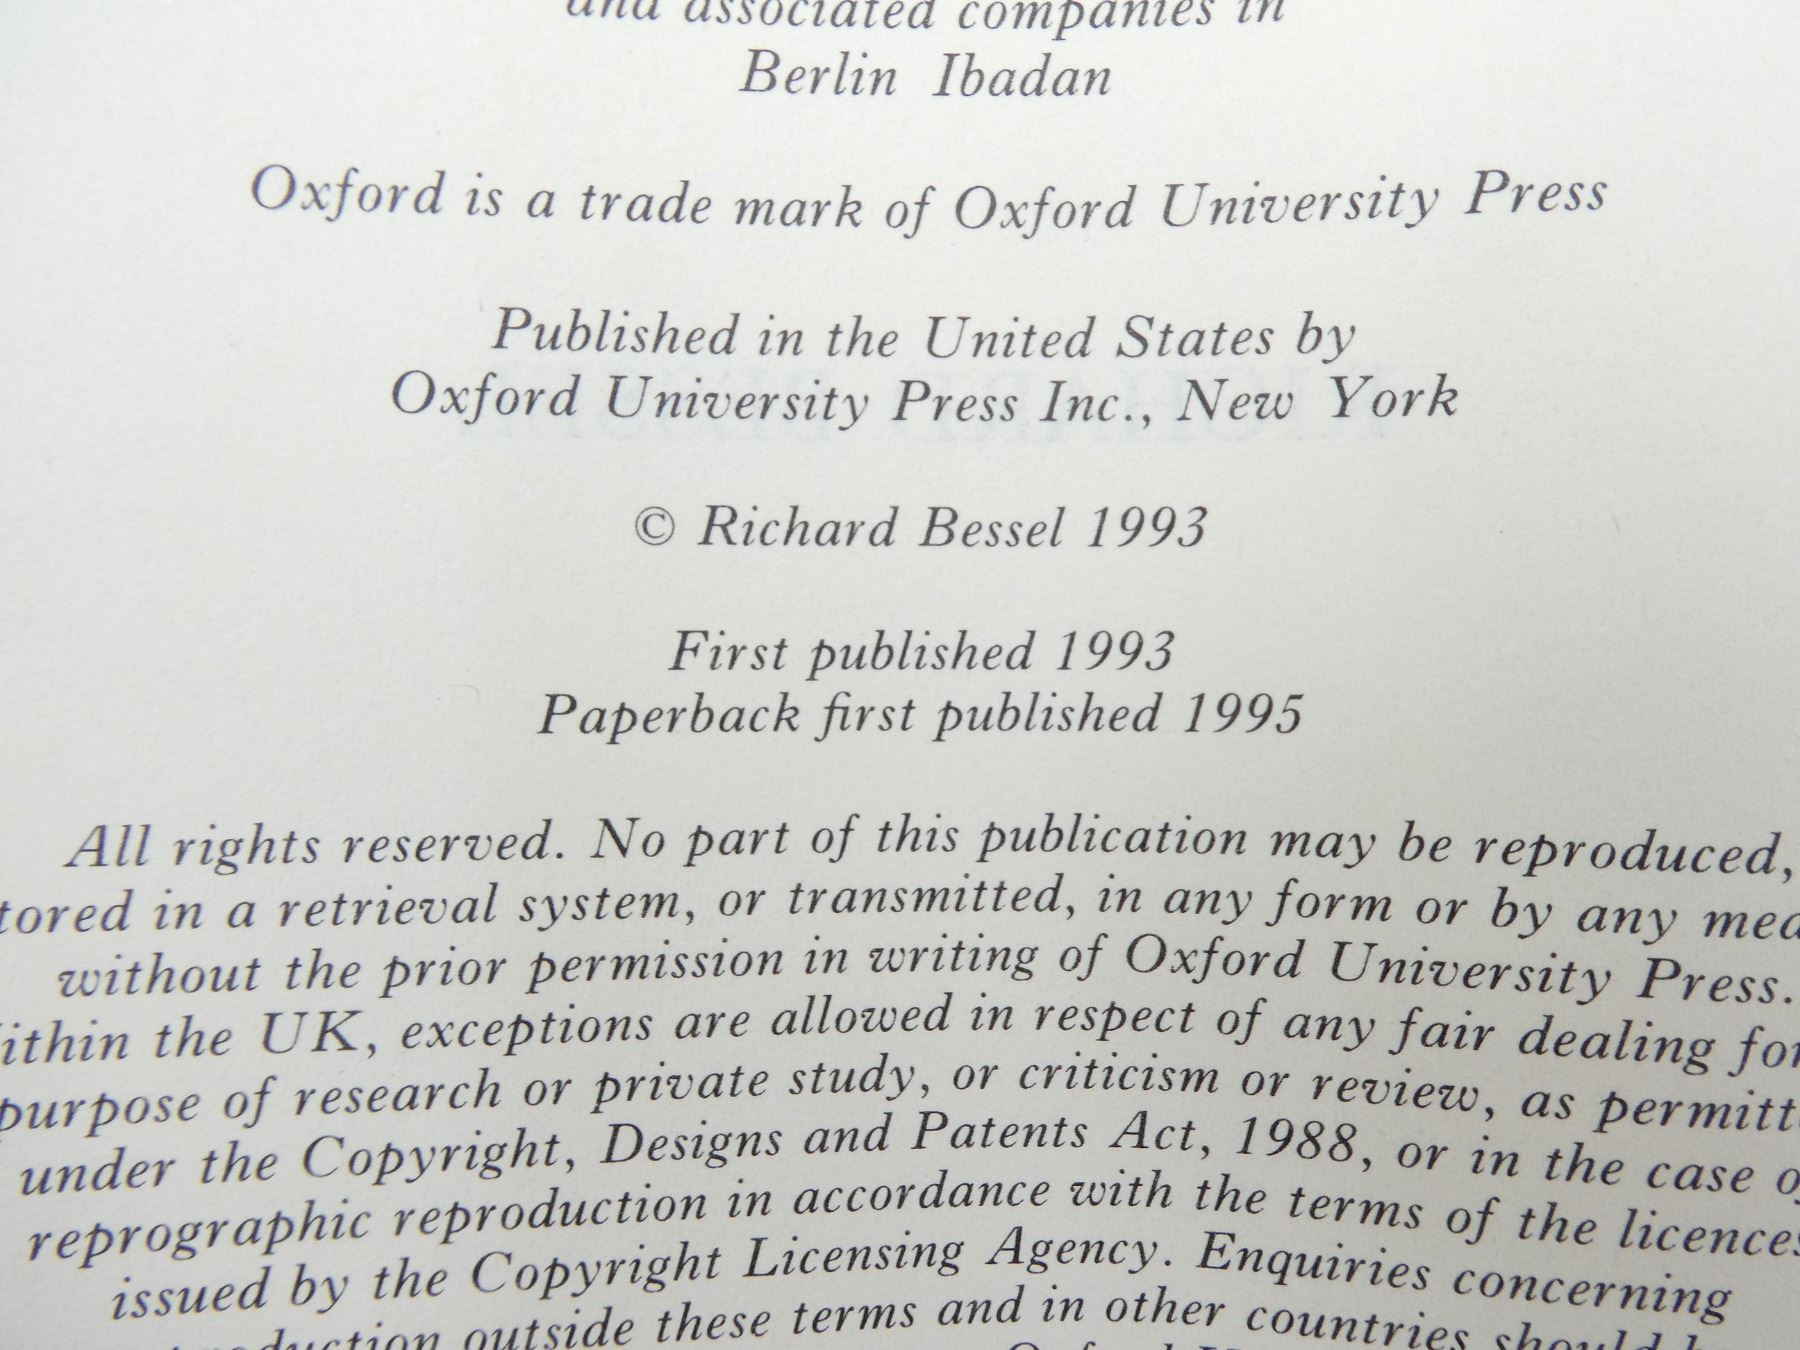 and associated companies in
Berlin Ibadan
Oxford is a trade mark of Oxford University Press
Published in the United States by
Oxford University Press Inc., New York
© Richard Bessel 1993
First published 1993
Paperback first published 1995
All rights reserved. No part of this publication may be reproduced,
tored in a retrieval system, or transmitted, in any form or by any mea
without the prior permission in writing of Oxford University Press.
ithin the UK, exceptions are allowed in respect of any fair dealing for
purpose of research or private study, or criticism or review, as permitt
under the Copyright, Designs and Patents Act, 1988, or in the case of
reprographic reproduction in accordance with the terms of the licences
issued by the Copyright Licensing Agency. Enquiries concerning
roduction outside these terms and in other countries should b